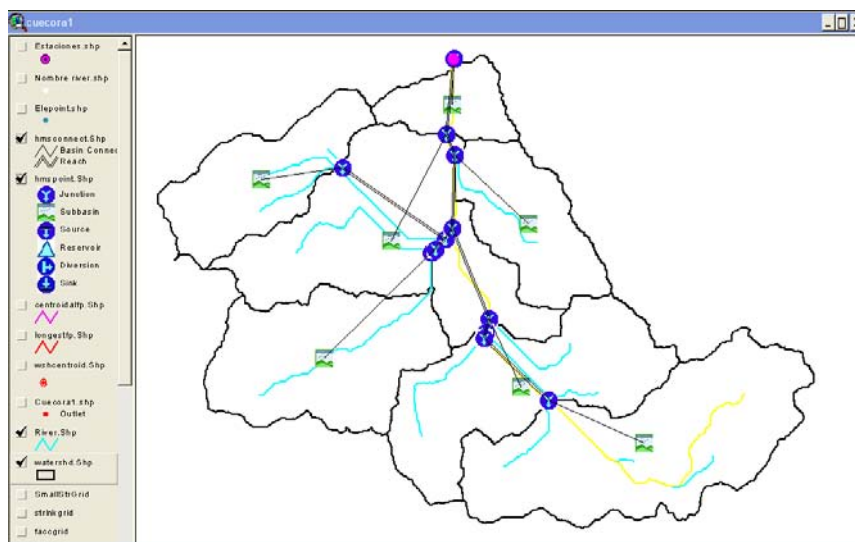 cuecora1
Estaciones.shp
Nombre river.shp
Elepoint.shp
hmsconnect.Shp
Basin Connec
Reach
hmspoint.Shp
Junction
Subbasin
Source
Reservoir
Diversion
Sink
centroidalfp.Shp
longestfp.Shp
wshcentroid.Shp
Cuecora1.shp
Outlet
River.Shp
watershd.Shp
SmallStrGrid
strlnkgrid
faccgrid